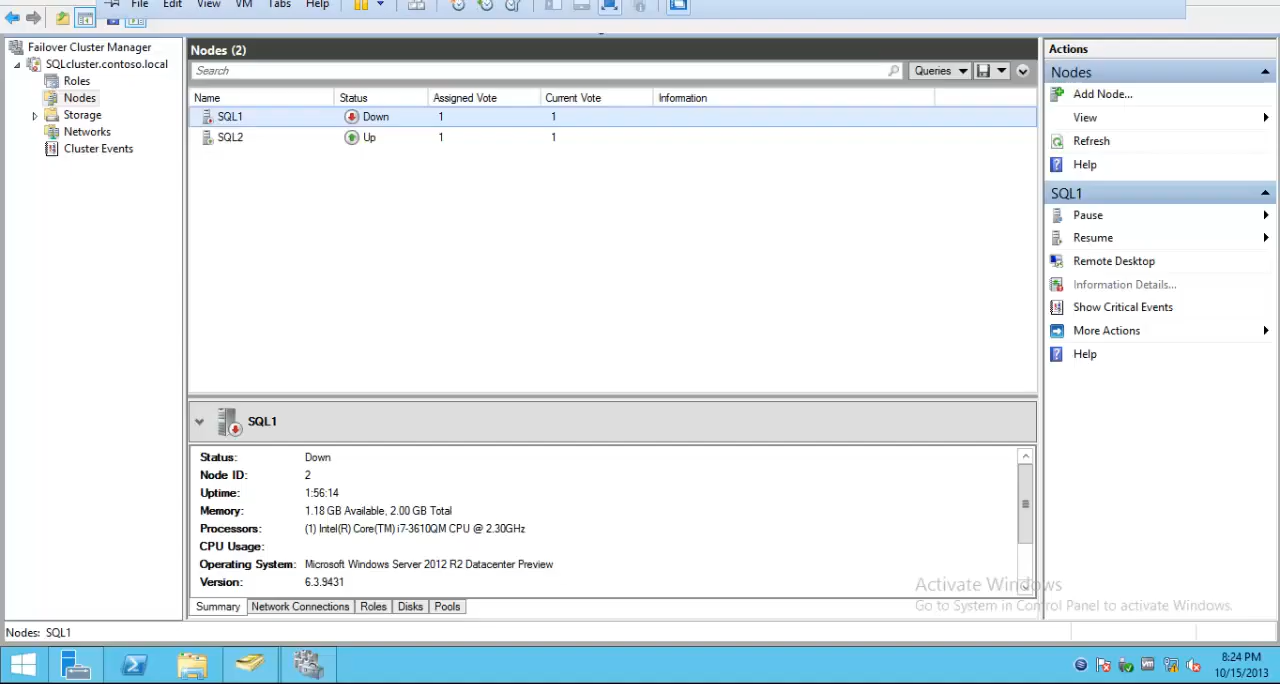 File Edit View VM Tabs Help
Failover Cluster Manager
SQLcluster.contoso.local
Roles
Nodes
Storage
Networks
Cluster Events
Nodes (2)
Search
Queries
Name Status Assigned Vote Current Vote Information
SQL1 Down 1 1
SQL2 Up 1 1
SQL1
Status: Down
Node ID: 2
Uptime: 1:56:14
Memory: 1.18 GB Available, 2.00 GB Total
Processors: (1) Intel(R) Core(TM) i7-3610QM CPU @ 2.30GHz
CPU Usage:
Operating System: Microsoft Windows Server 2012 R2 Datacenter Preview
Version: 6.3.9431
Summary Network Connections Roles Disks Pools
Actions
Nodes
Add Node...
View
Refresh
Help
SQL1
Pause
Resume
Remote Desktop
Information Details...
Show Critical Events
More Actions
Help
Activate Windows
Go to System in Control Panel to activate Windows.
Nodes: SQL1
8:24 PM
10/15/2013